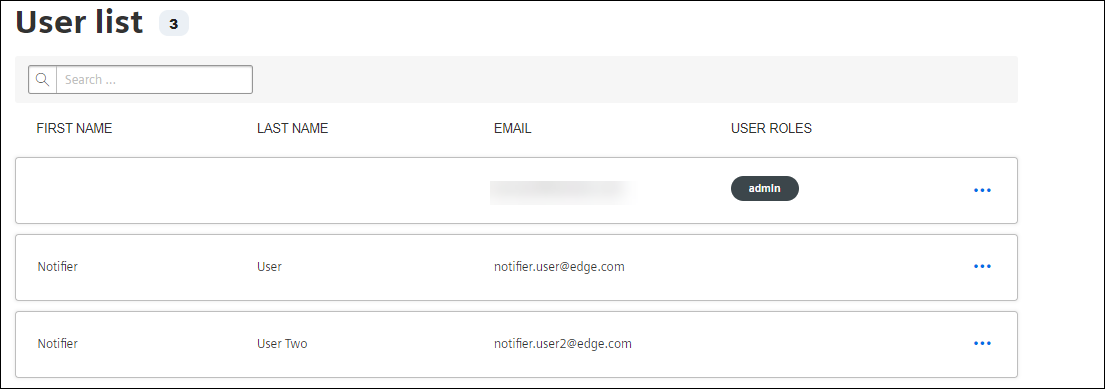 User list 3
Search ...
FIRST NAME LAST NAME EMAIL USER ROLES
admin
Notifier User notifier.user@edge.com
Notifier User Two notifier.user2@edge.com